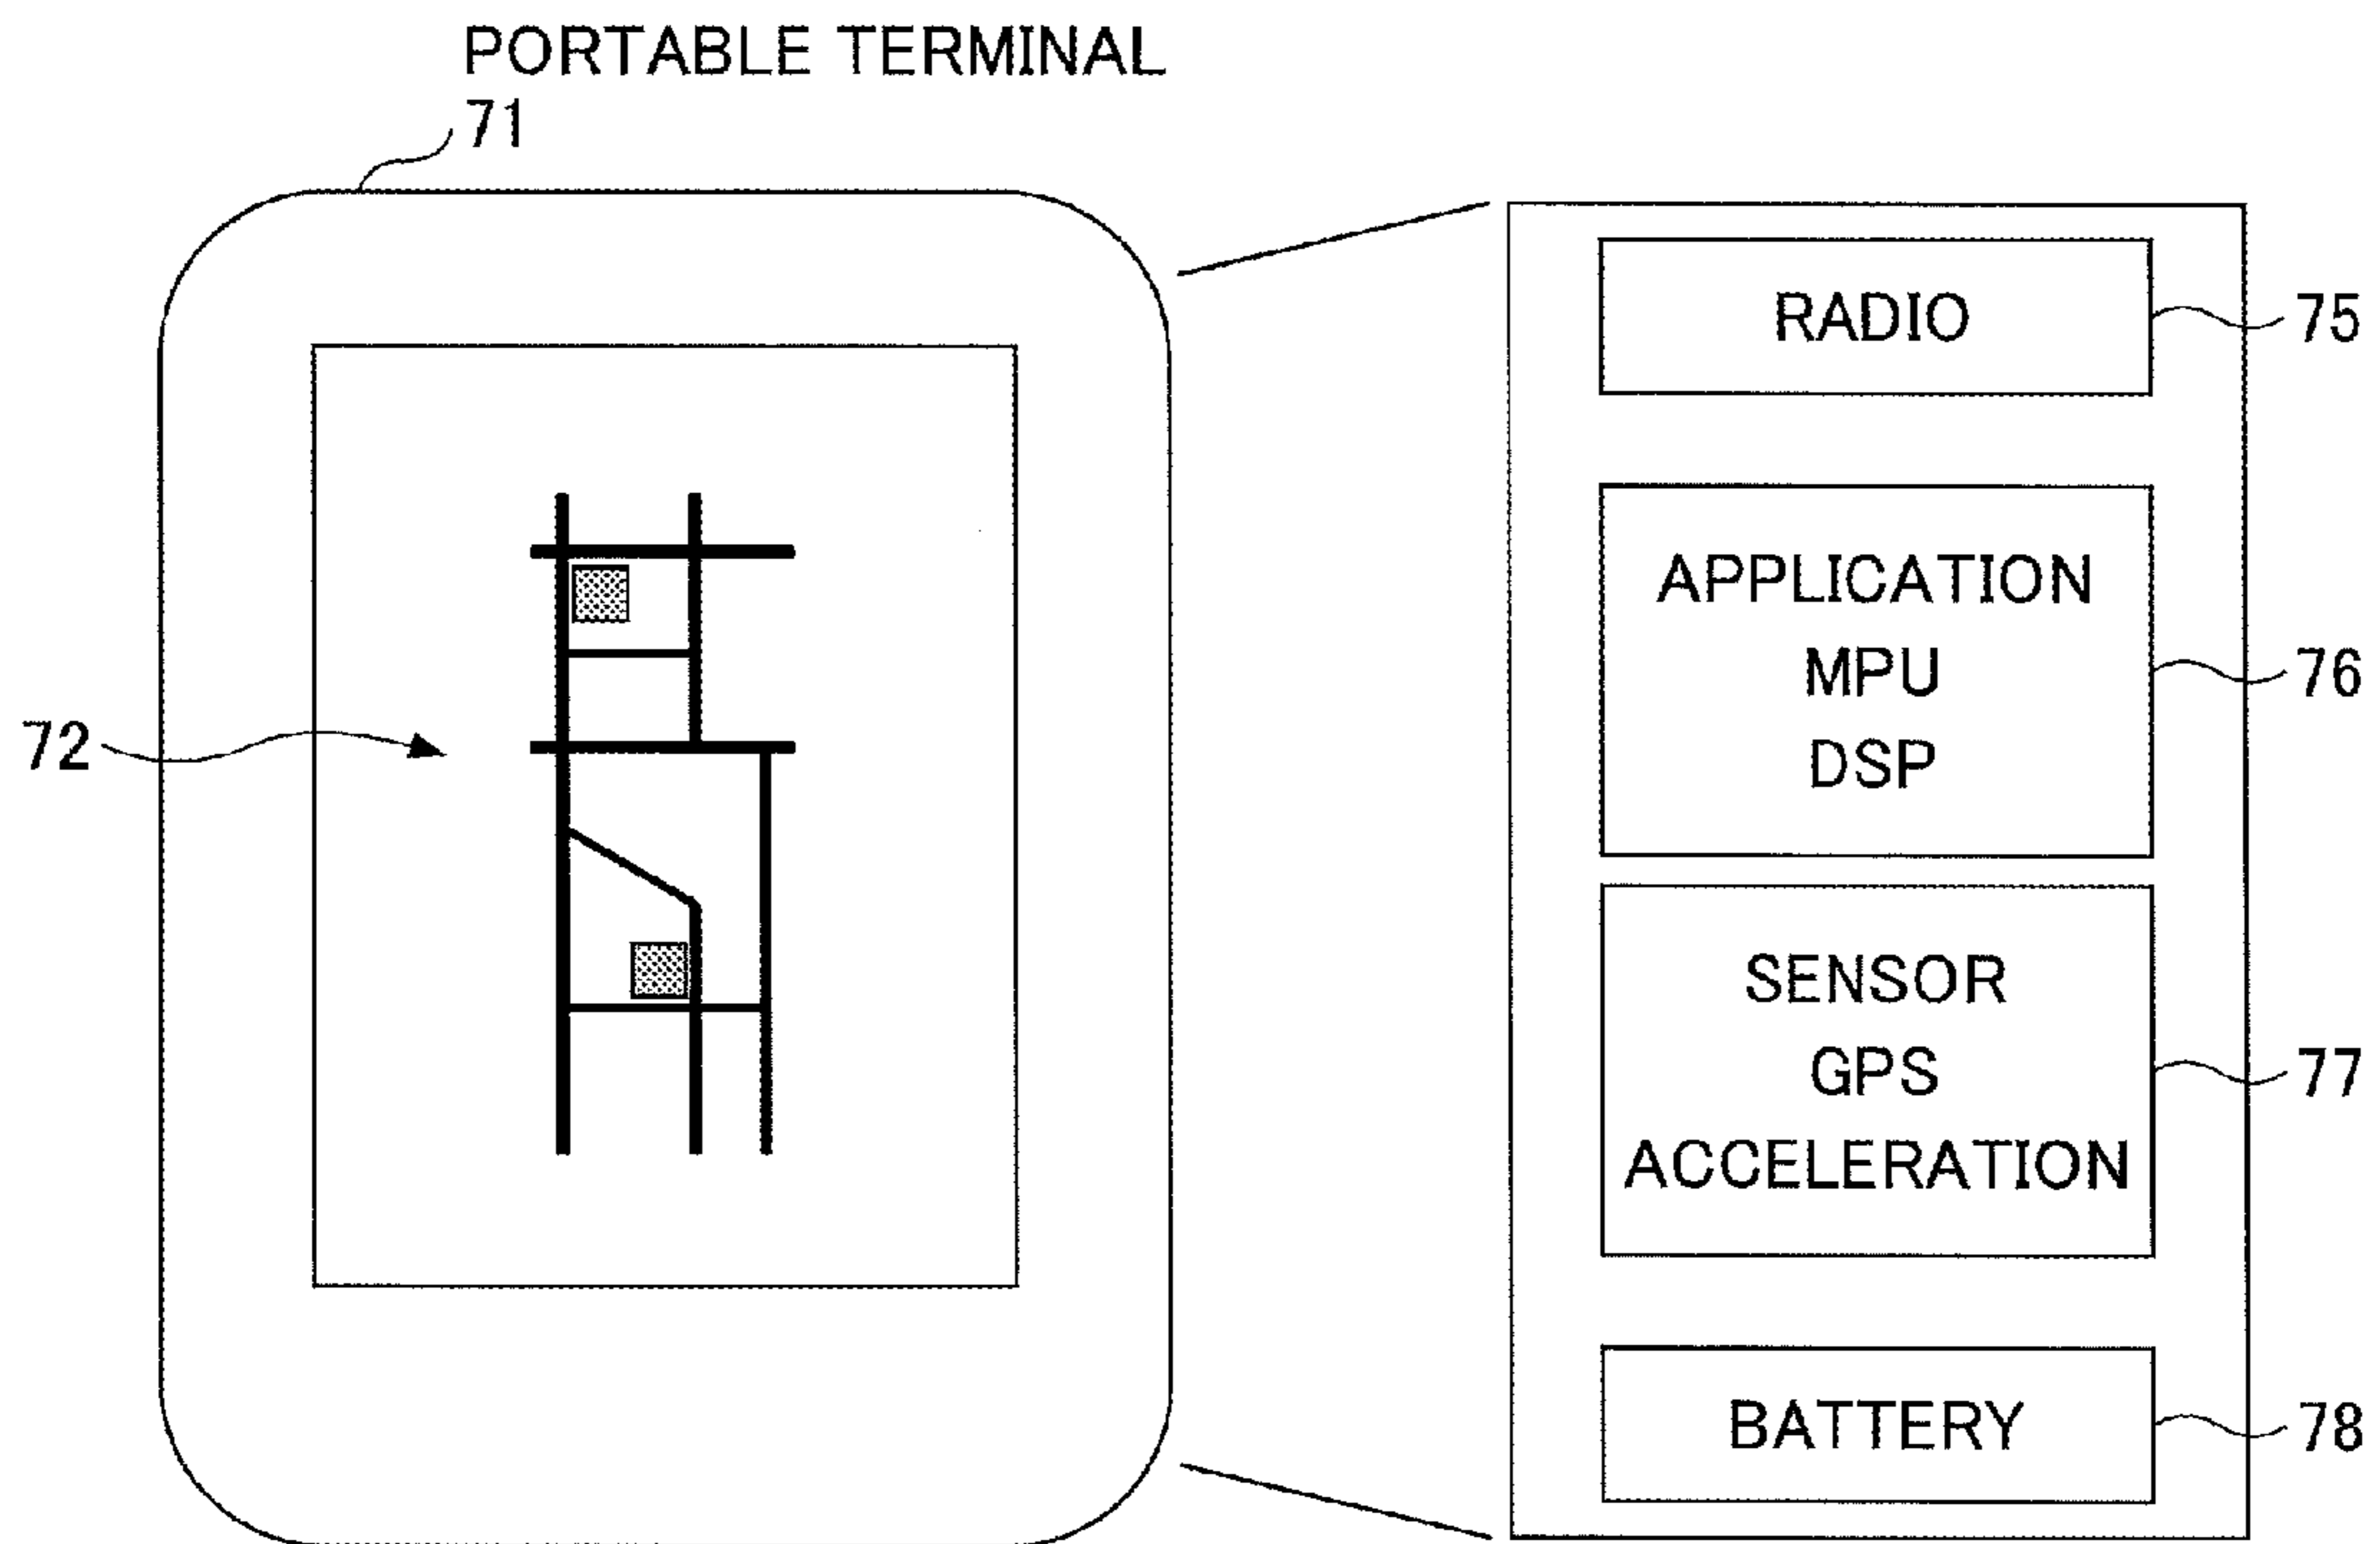 PORTABLE TERMINAL
71
72
RADIO
75
APPLICATION
MPU
DSP
76
SENSOR
GPS
ACCELERATION
77
BATTERY
78